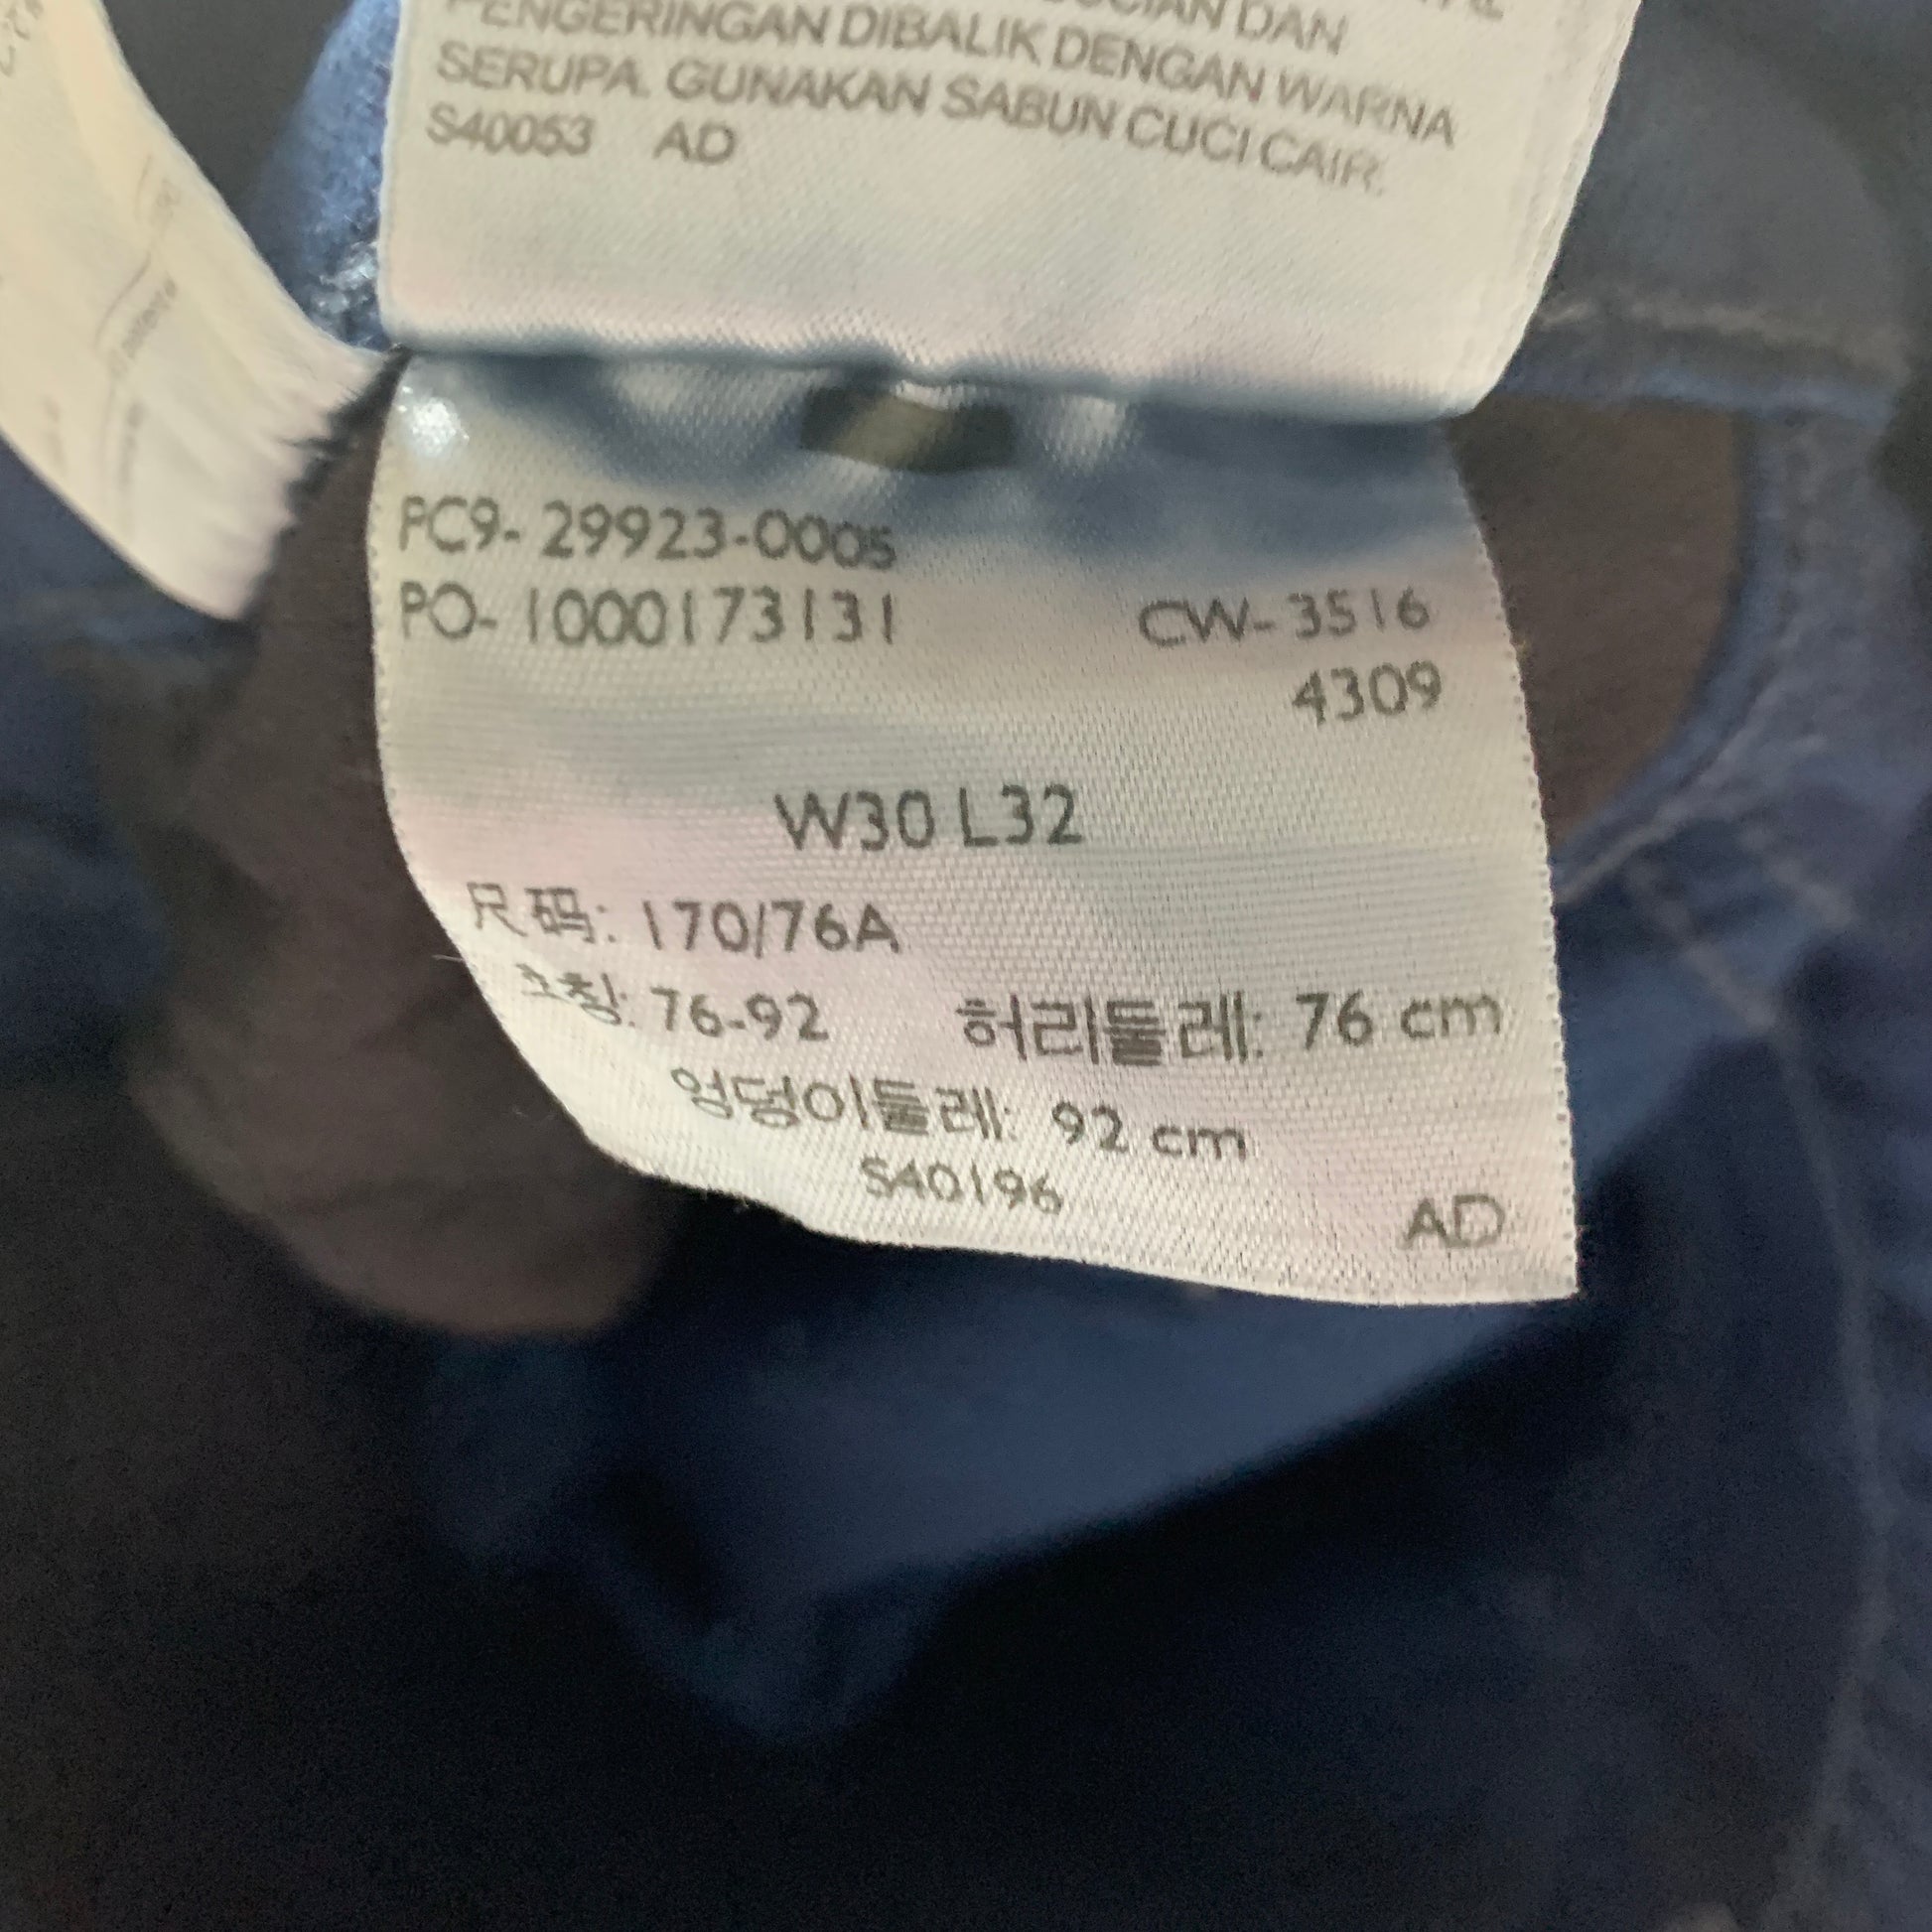 DAN
PENGERINGAN DIBALIK DENGAN WARNA
SERUPA. GUNAKAN SABUN CUCI CAIR.
S40053 AD
PC9- 29923-0005
PO- 1000173131 CW- 3516
4309
W30 L32
尺码: 170/76A
호칭: 76-92 허리둘레: 76 cm
엉덩이둘레: 92 cm
SA0196 AD